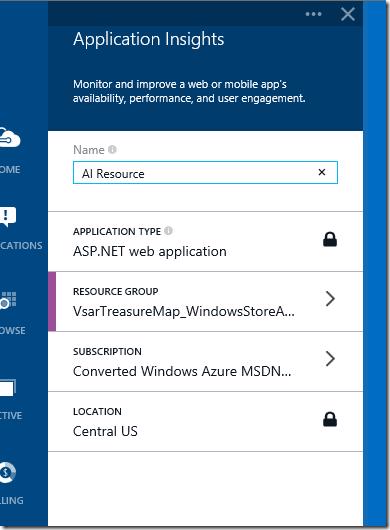 Application Insights
Monitor and improve a web or mobile app's
availability, performance, and user engagement.
Name
AI Resource
APPLICATION TYPE
ASP.NET web application
RESOURCE GROUP
VsarTreasureMap_WindowsStoreA...
SUBSCRIPTION
Converted Windows Azure MSDN...
LOCATION
Central US
OME
CATIONS
OWSE
CTIVE
LLING